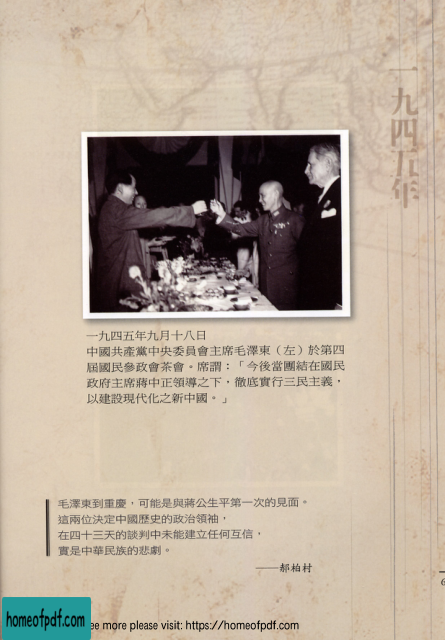 一九四五年
一九四五年九月十八日
中國共產黨中央委員會主席毛澤東（左）於第四
屆國民參政會茶會。席謂：「今後當團結在國民
政府主席蔣中正領導之下，徹底實行三民主義，
以建設現代化之新中國。」
毛澤東到重慶，可能是與蔣公生平第一次的見面。
這兩位決定中國歷史的政治領袖，
在四十三天的談判中未能建立任何互信，
實是中華民族的悲劇。
——郝柏村
homeofpdf.com
ee more please visit: https://homeofpdf.com